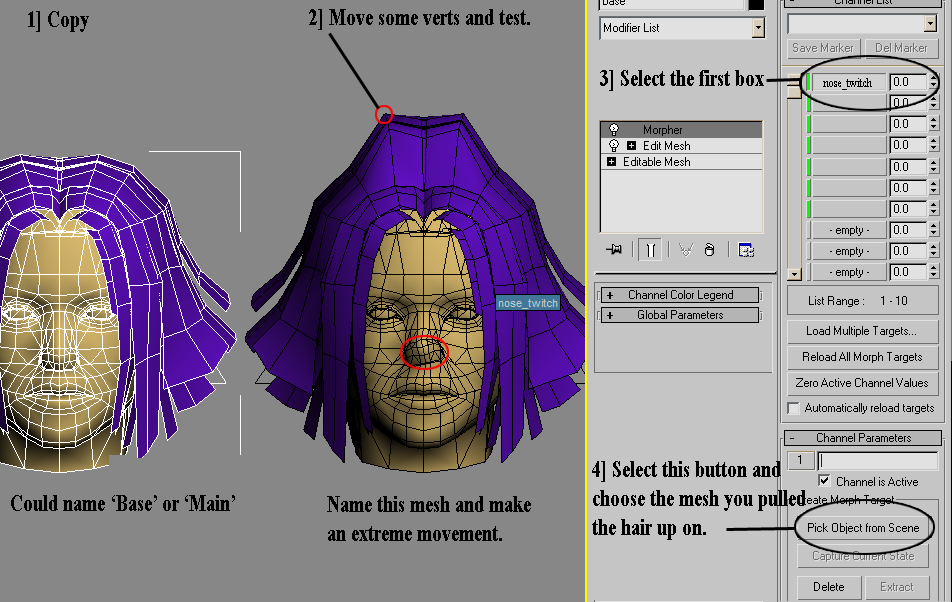 1] Copy
2] Move some verts and test.
nose_twitch
Could name ‘Base’ or ‘Main’
Name this mesh and make
an extreme movement.
Base
Modifier List
3] Select the first box
Morpher
Edit Mesh
Editable Mesh
+ Channel Color Legend
+ Global Parameters
4] Select this button and
choose the mesh you pulled
the hair up on.
- Channel List
Save Marker Del Marker
nose_twitch 0.0
0.0
0.0
0.0
0.0
0.0
0.0
- empty - 0.0
- empty - 0.0
- empty - 0.0
List Range : 1 - 10
Load Multiple Targets...
Reload All Morph Targets
Zero Active Channel Values
Automatically reload targets
- Channel Parameters
1
Channel is Active
Create Morph Target
Pick Object from Scene
Capture Current State
Delete Extract